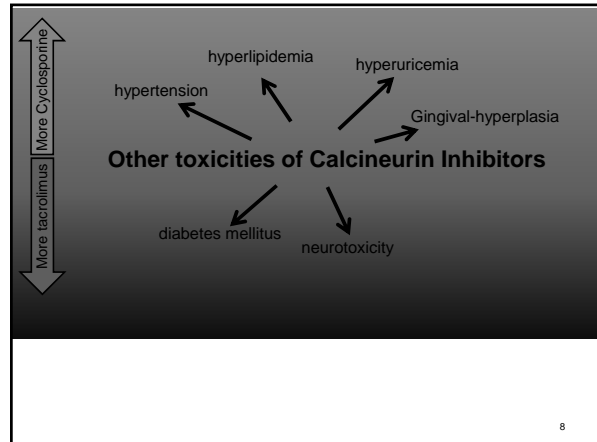 More Cyclosporine
More tacrolimus
hyperlipidemia
hyperuricemia
hypertension
Gingival-hyperplasia
Other toxicities of Calcineurin Inhibitors
diabetes mellitus
neurotoxicity
8